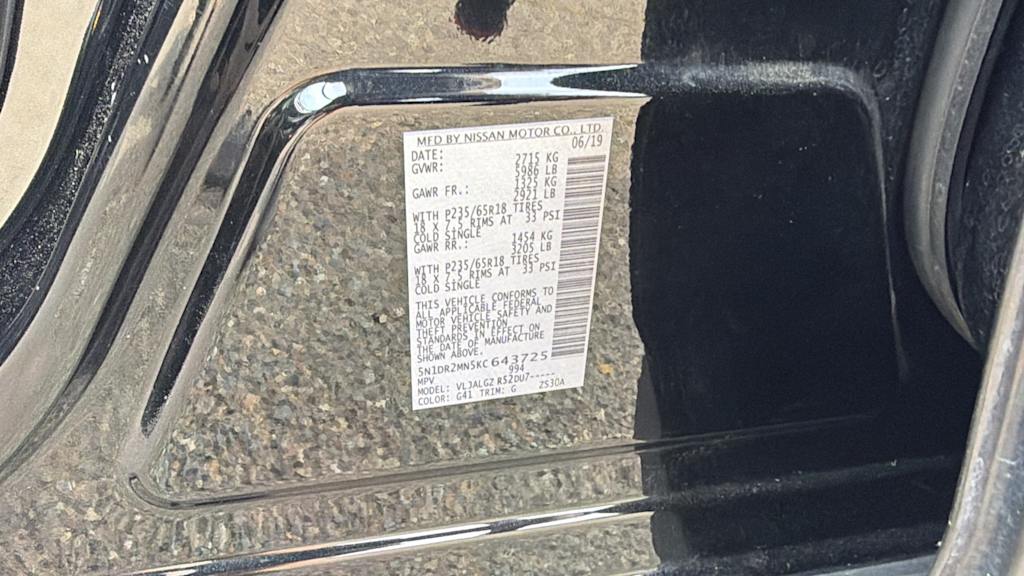 MFD BY NISSAN MOTOR CO., LTD.
DATE: 06/19
GVWR: 2715 KG
5986 LB
GAWR FR.: 1325 KG
2921 LB
WITH P235/65R18 TIRES
18 X 7.5 RIMS AT 33 PSI
COLD SINGLE
GAWR RR.: 1454 KG
3205 LB
WITH P235/65R18 TIRES
18 X 7.5 RIMS AT 33 PSI
COLD SINGLE
THIS VEHICLE CONFORMS TO
ALL APPLICABLE FEDERAL
MOTOR VEHICLE SAFETY AND
THEFT PREVENTION
STANDARDS IN EFFECT ON
THE DATE OF MANUFACTURE
SHOWN ABOVE.
5N1DR2MN5KC643725
MPV 994
MODEL: VLJALGZ R52DU7-----
COLOR: G41 TRIM: G ZS30A